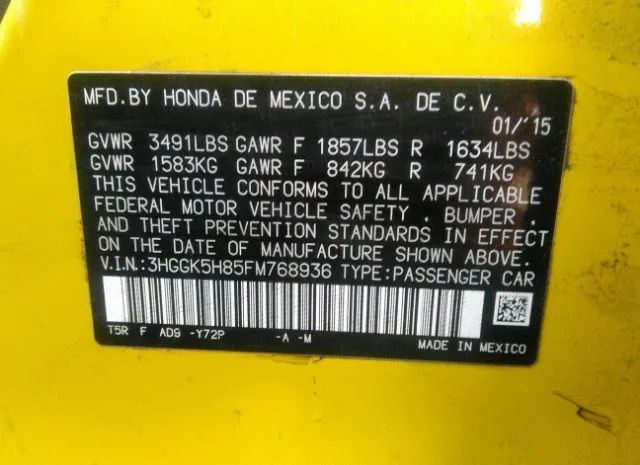 MFD.BY HONDA DE MEXICO S.A. DE C.V.
01/'15
GVWR 3491LBS GAWR F 1857LBS R 1634LBS
GVWR 1583KG GAWR F 842KG R 741KG
THIS VEHICLE CONFORMS TO ALL APPLICABLE
FEDERAL MOTOR VEHICLE SAFETY , BUMPER ,
AND THEFT PREVENTION STANDARDS IN EFFECT
ON THE DATE OF MANUFACTURE SHOWN ABOVE.
V.I.N.:3HGGK5H85FM768936 TYPE:PASSENGER CAR
T5R F AD9 -Y72P -A -M
MADE IN MEXICO